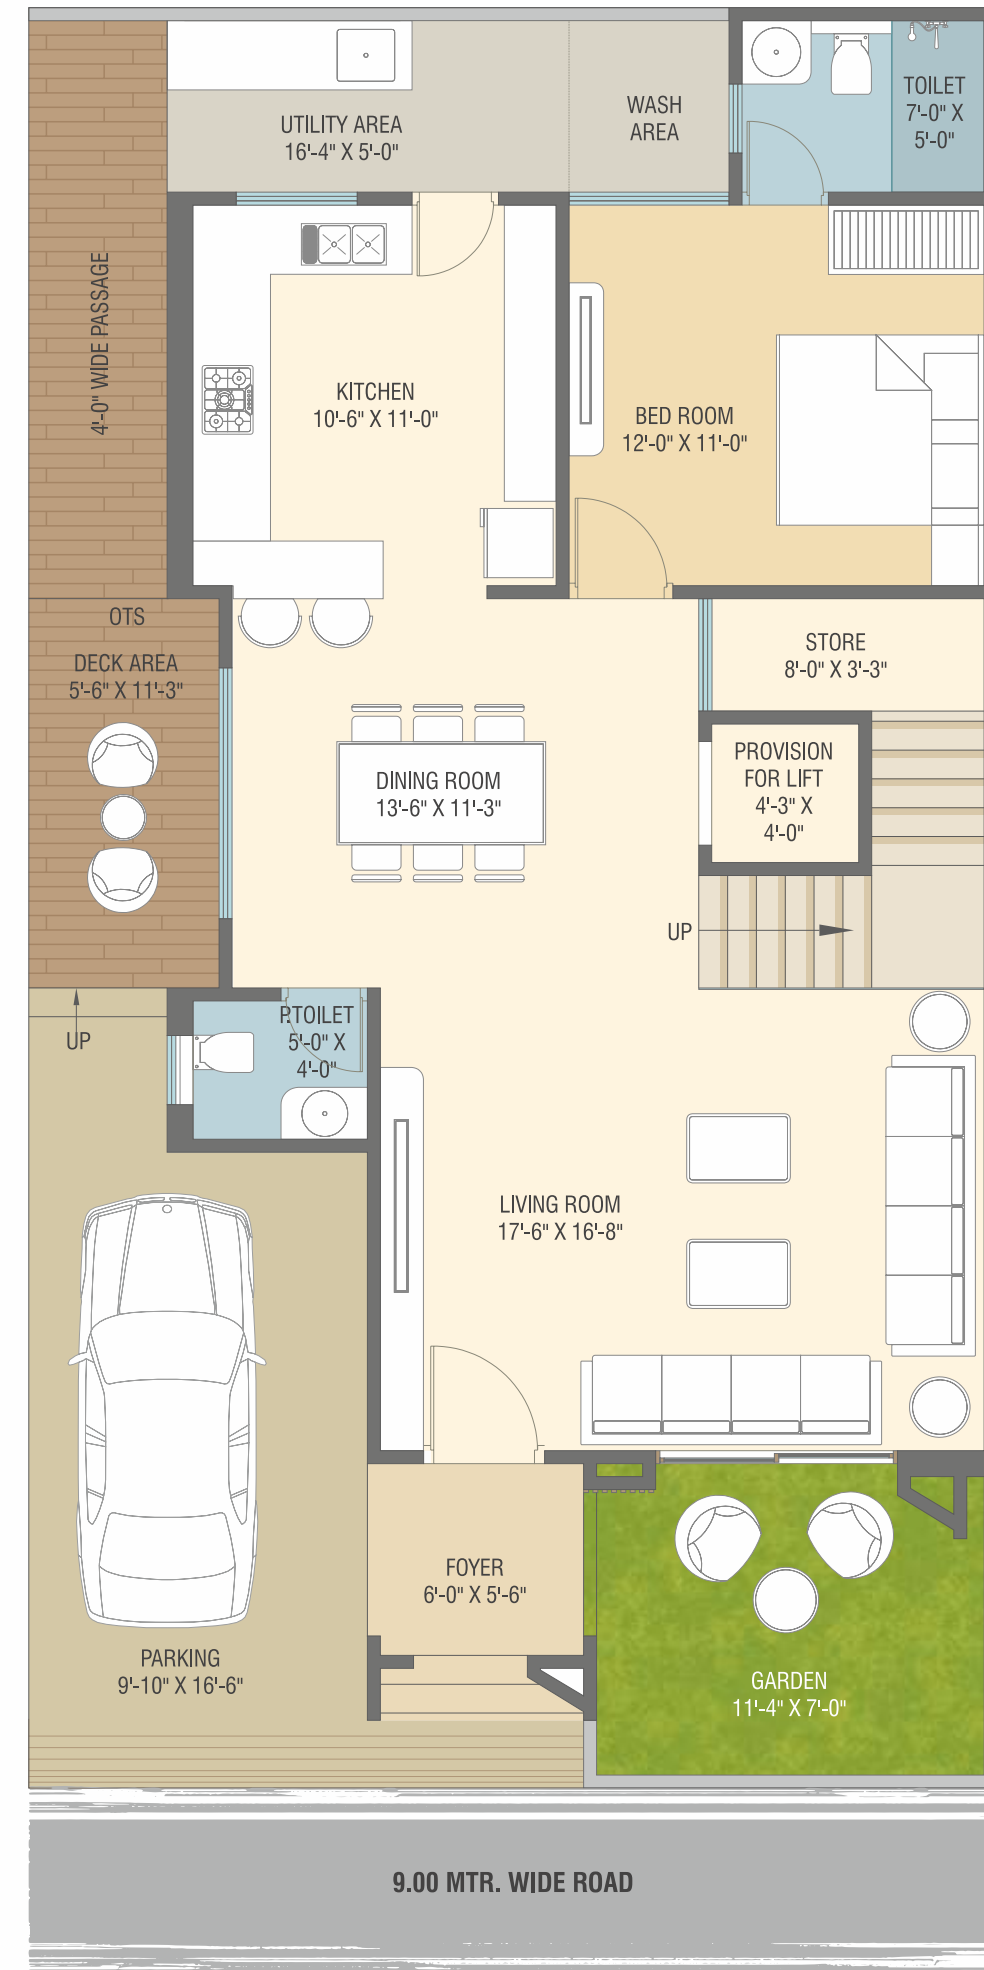 TOILET
7'-0" X
5'-0"
WASH
AREA
UTILITY AREA
16'-4" X 5'-0"
4'-0" WIDE PASSAGE
KITCHEN
10'-6" X 11'-0"
BED ROOM
12'-0" X 11'-0"
OTS
DECK AREA
5'-6" X 11'-3"
STORE
8'-0" X 3'-3"
PROVISION
FOR LIFT
4'-3" X
4'-0"
DINING ROOM
13'-6" X 11'-3"
UP
UP
P.TOILET
5'-0" X
4'-0"
LIVING ROOM
17'-6" X 16'-8"
FOYER
6'-0" X 5'-6"
PARKING
9'-10" X 16'-6"
GARDEN
11'-4" X 7'-0"
9.00 MTR. WIDE ROAD